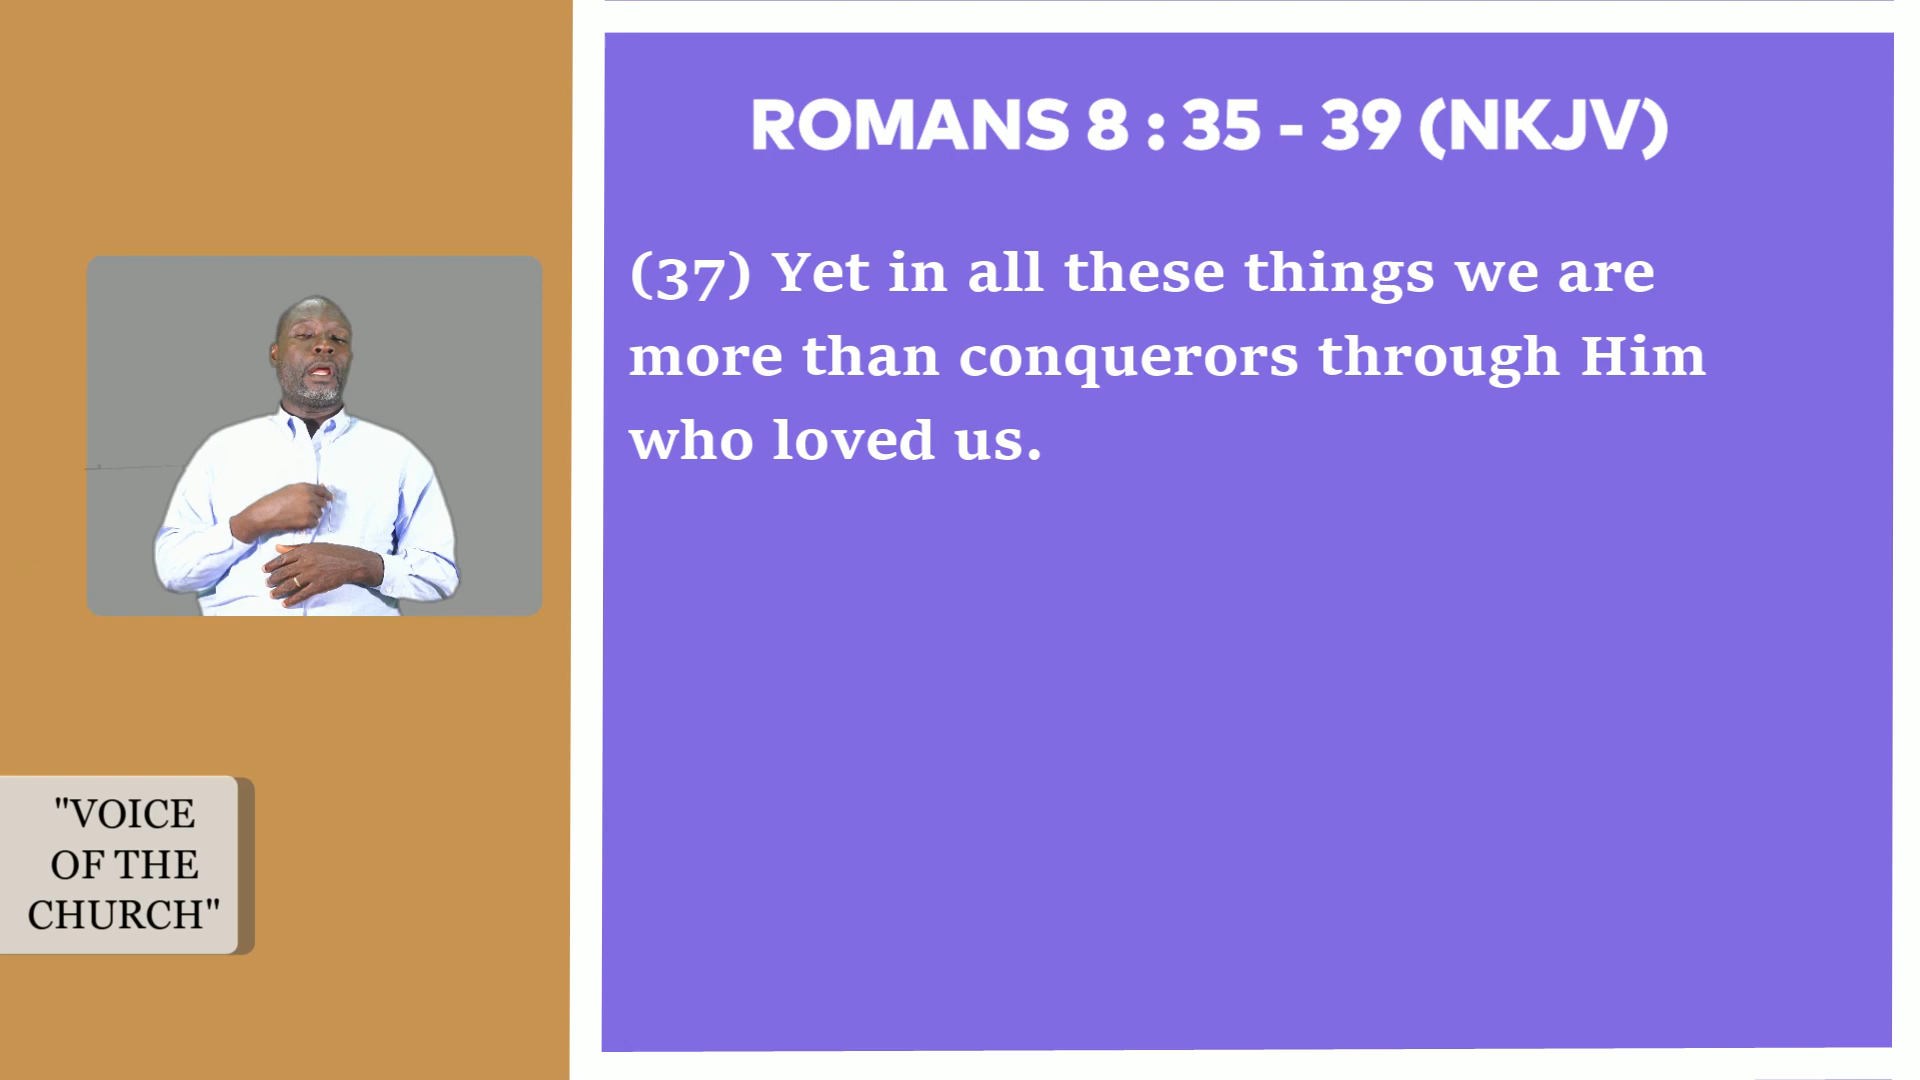 ROMANS 8 : 35 - 39 (NKJV)
(37) Yet in all these things we are
more than conquerors through Him
who loved us.
"VOICE
OF THE
CHURCH"